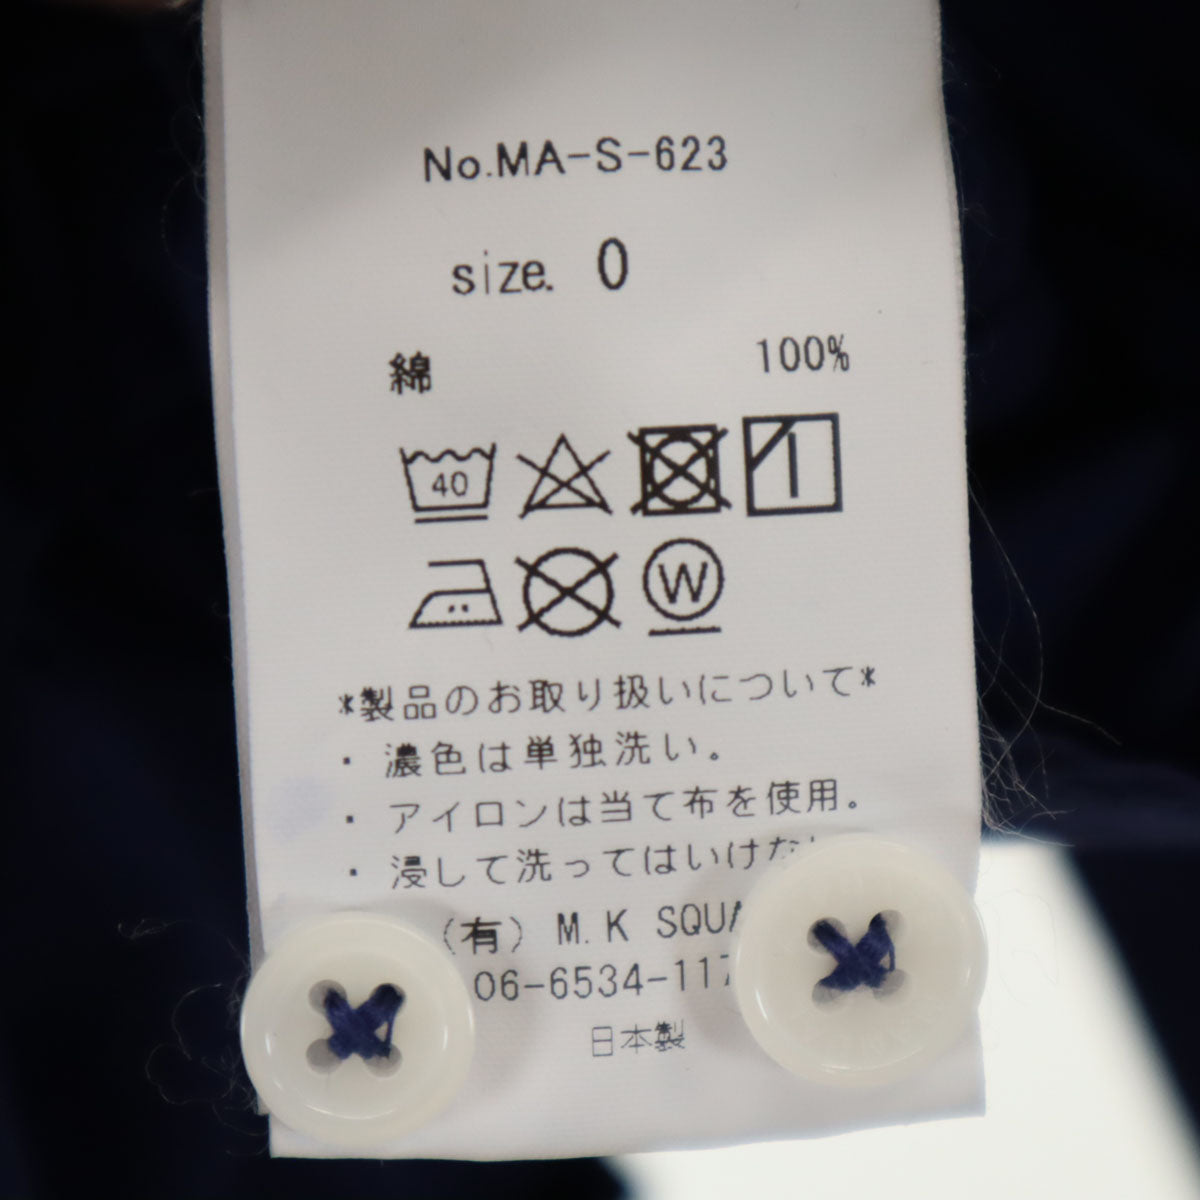 No.MA-S-623
size. 0
綿 100%
40
W
*製品のお取り扱いについて*
・濃色は単独洗い。
・アイロンは当て布を使用。
・浸して洗ってはいけな
(有) M.K
06-6534-117
日本製